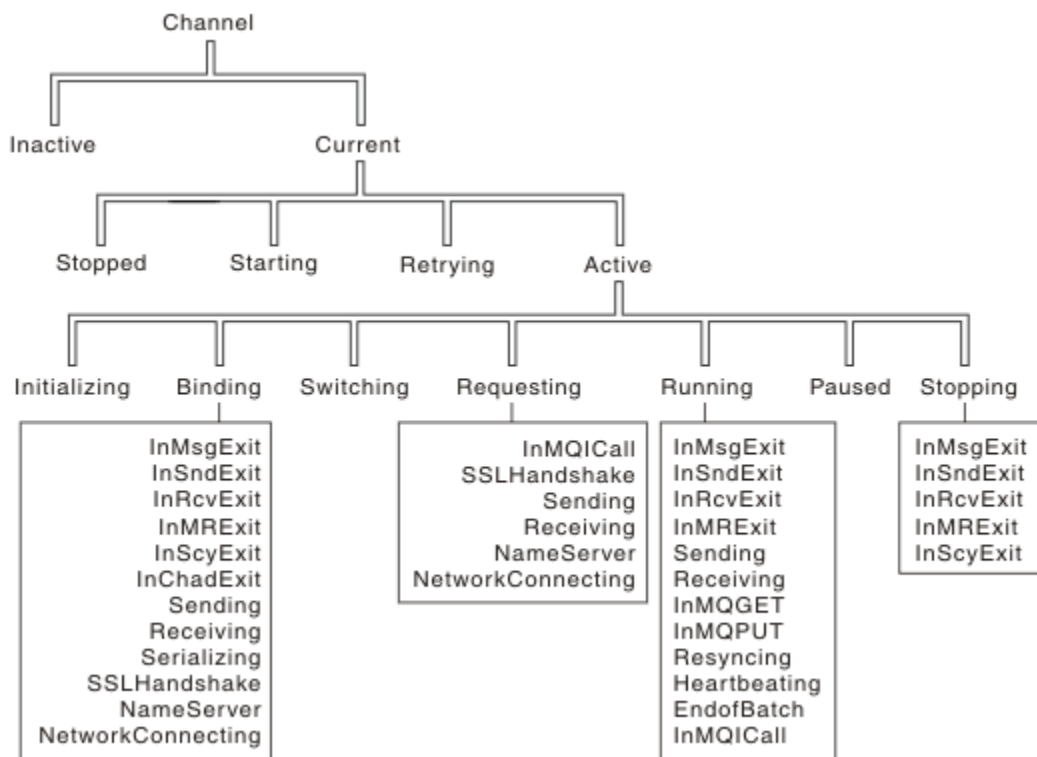 Channel
Inactive
Current
Stopped
Starting
Retrying
Active
Initializing
Binding
Switching
Requesting
Running
Paused
Stopping
InMsgExit
InSndExit
InRcvExit
InMRExit
InScyExit
InChadExit
Sending
Receiving
Serializing
SSLHandshake
NameServer
NetworkConnecting
InMQICall
SSLHandshake
Sending
Receiving
NameServer
NetworkConnecting
InMsgExit
InSndExit
InRcvExit
InMRExit
Sending
Receiving
InMQGET
InMQPUT
Resyncing
Heartbeating
EndofBatch
InMQICall
InMsgExit
InSndExit
InRcvExit
InMRExit
InScyExit